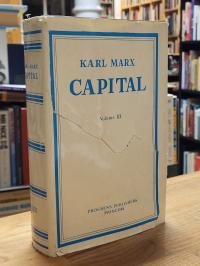 KARL MARX
CAPITAL
Volume III
PROGRESS PUBLISHERS
MOSCOW